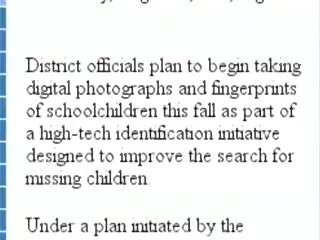 District officials plan to begin taking
digital photographs and fingerprints
of schoolchildren this fall as part of
a high-tech identification initiative
designed to improve the search for
missing children.
Under a plan initiated by the